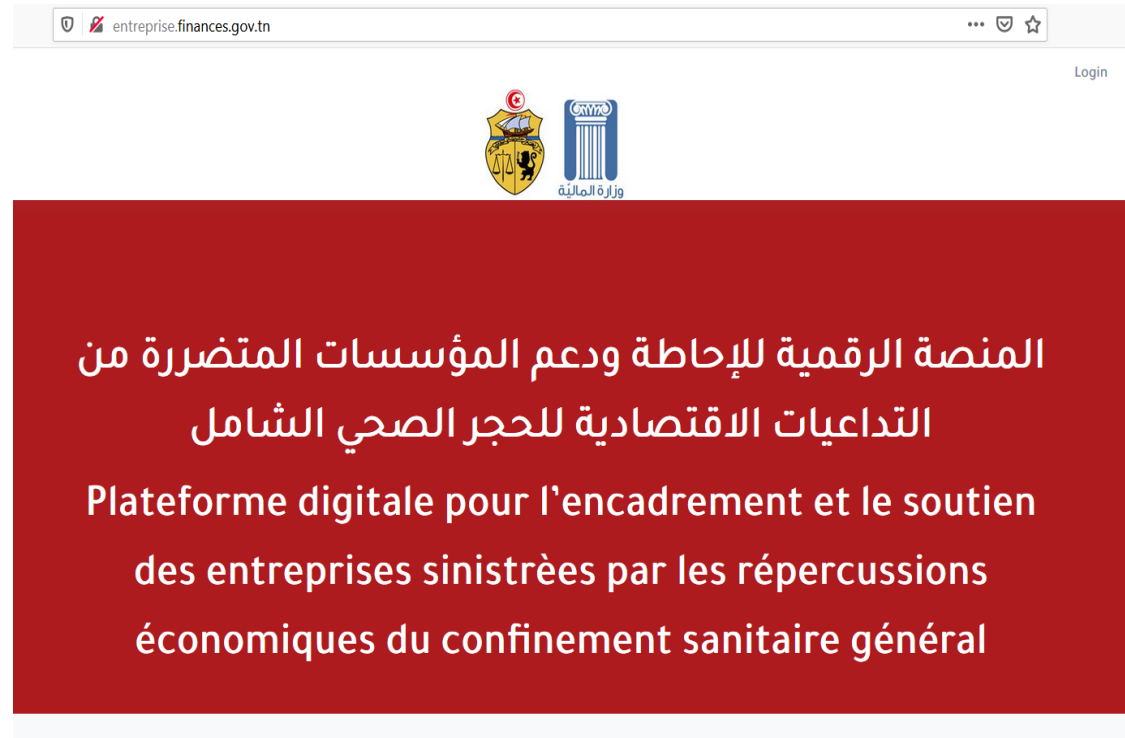 entreprise.finances.gov.tn
Login
وزارة الماليّة
المنصة الرقمية للإحاطة ودعم المؤسسات المتضررة من
التداعيات الاقتصادية للحجر الصحي الشامل
Plateforme digitale pour l’encadrement et le soutien
des entreprises sinistrèes par les répercussions
économiques du confinement sanitaire général